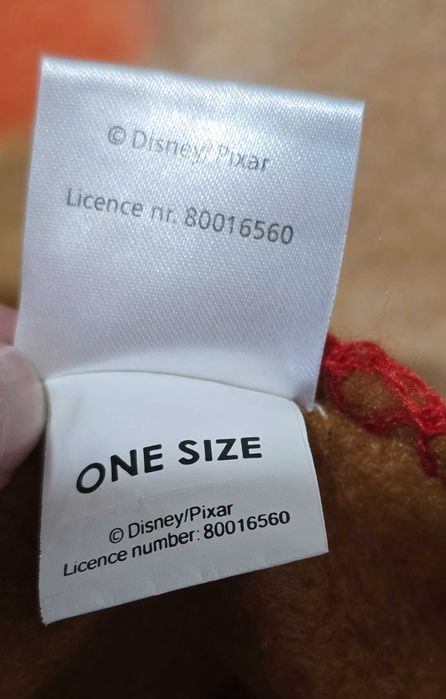 © Disney/ Pixar
Licence nr. 80016560
ONE SIZE
© Disney/Pixar
Licence number: 80016560